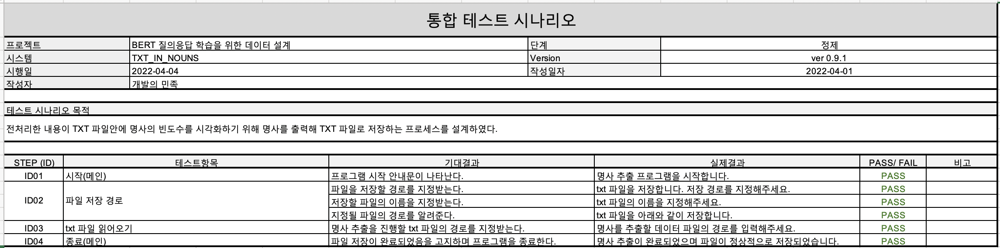 통합 테스트 시나리오
프로젝트 BERT 질의응답 학습을 위한 데이터 설계 단계 정제
시스템 TXT_IN_NOUNS Version ver 0.9.1
시행일 2022-04-04 작성일자 2022-04-01
작성자 개발의 민족
테스트 시나리오 목적
전처리한 내용이 TXT 파일안에 명사의 빈도수를 시각화하기 위해 명사를 출력해 TXT 파일로 저장하는 프로세스를 설계하였다.
STEP (ID) 테스트항목 기대결과 실제결과 PASS/ FAIL 비고
ID01 시작(메인) 프로그램 시작 안내문이 나타난다. 명사 추출 프로그램을 시작합니다. PASS
파일을 저장할 경로를 지정받는다. txt 파일을 저장합니다. 저장 경로를 지정해주세요. PASS
ID02 파일 저장 경로 저장할 파일의 이름을 지정받는다. txt 파일의 이름을 지정해주세요. PASS
지정될 파일의 경로를 알려준다. txt 파일을 아래와 같이 저장합니다. PASS
ID03 txt 파일 읽어오기 명사 추출을 진행할 txt 파일의 경로를 지정받는다. 명사를 추출할 데이터 파일의 경로를 입력해주세요. PASS
ID04 종료(메인) 파일 저장이 완료되었음을 고지하며 프로그램을 종료한다. 명사 추출이 완료되었으며 파일이 정상적으로 저장되었습니다. PASS